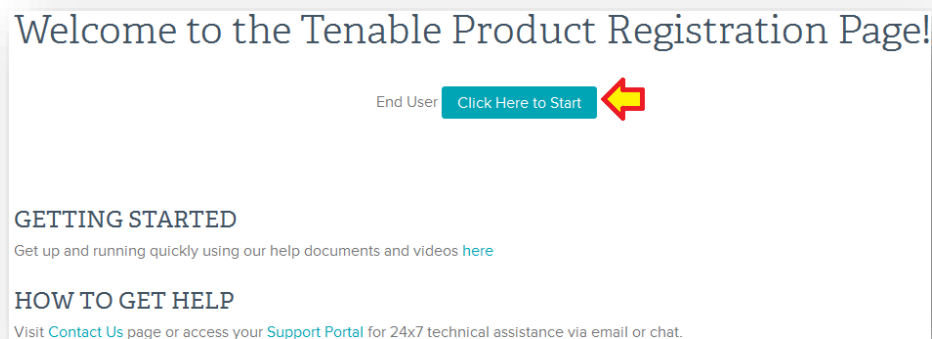 Welcome to the Tenable Product Registration Page!
End User Click Here to Start
GETTING STARTED
Get up and running quickly using our help documents and videos here
HOW TO GET HELP
Visit Contact Us page or access your Support Portal for 24x7 technical assistance via email or chat.